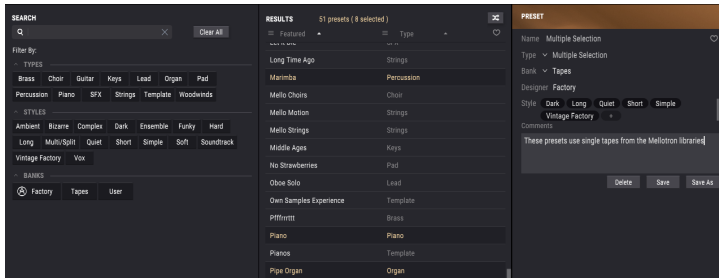 SEARCH
Clear All
Filter By:
TYPES
Brass Choir Guitar Keys Lead Organ Pad
Percussion Piano SFX Strings Template Woodwinds
STYLES
Ambient Bizarre Complex Dark Ensemble Funky Hard
Long Multi/Split Quiet Short Simple Soft Soundtrack
Vintage Factory Vox
BANKS
Factory Tapes User
RESULTS 51 presets ( 8 selected )
Featured Type
Long Time Ago Strings
Marimba Percussion
Mello Choirs Choir
Mello Motion Strings
Mello Strings Strings
Middle Ages Keys
No Strawberries Pad
Oboe Solo Lead
Own Samples Experience Template
Pfffrrrttt Brass
Piano Piano
Pianos Template
Pipe Organ Organ
PRESET
Name Multiple Selection
Type Multiple Selection
Bank Tapes
Designer Factory
Style Dark Long Quiet Short Simple
Vintage Factory +
Comments
These presets use single tapes from the Mellotron libraries
Delete Save Save As